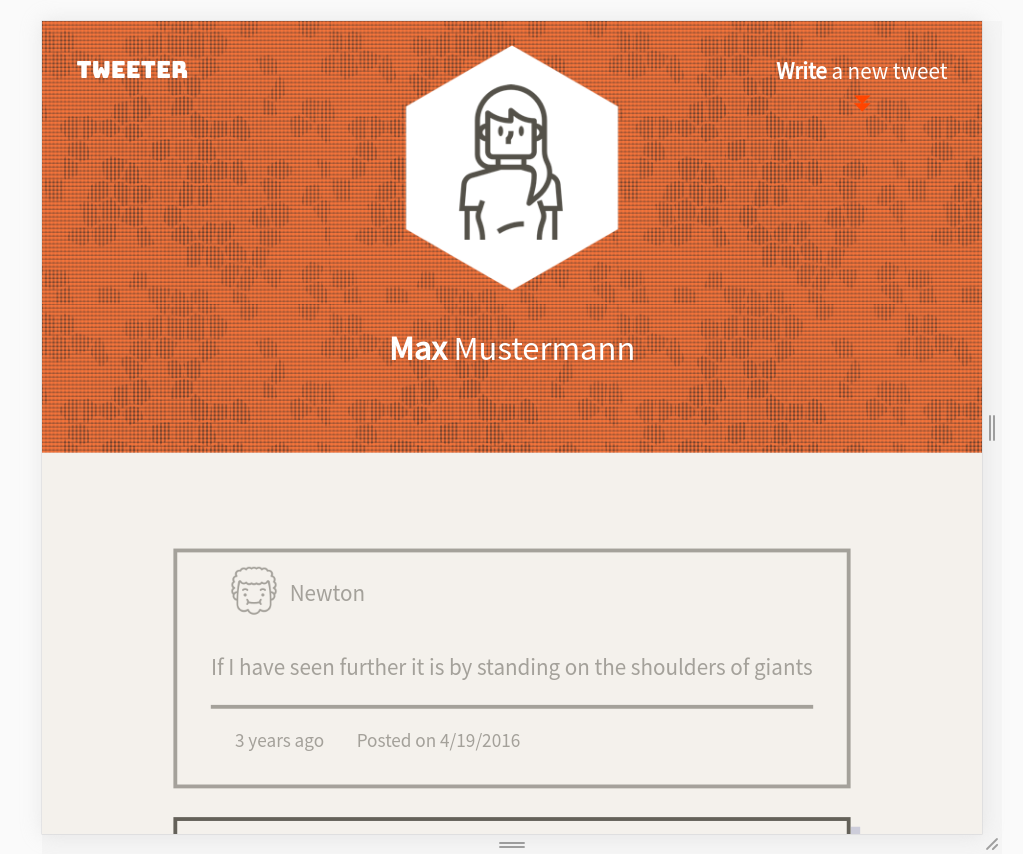 TWEETER
Write a new tweet
Max Mustermann
Newton
If I have seen further it is by standing on the shoulders of giants
3 years ago
Posted on 4/19/2016